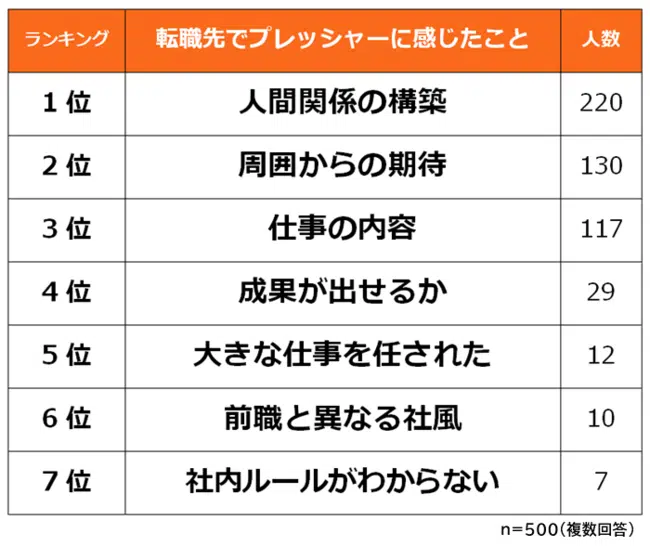 ランキング 転職先でプレッシャーに感じたこと 人数
1位 人間関係の構築 220
2位 周囲からの期待 130
3位 仕事の内容 117
4位 成果が出せるか 29
5位 大きな仕事を任された 12
6位 前職と異なる社風 10
7位 社内ルールがわからない 7
n=500(複数回答)